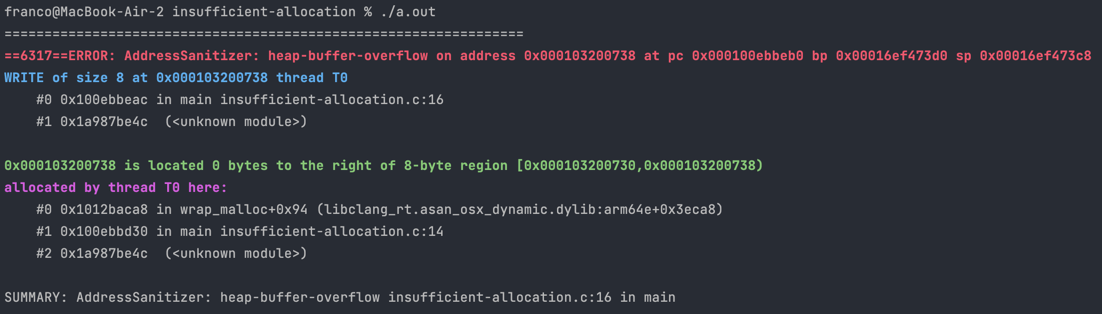 franco@MacBook-Air-2 insufficient-allocation % ./a.out
=================================================================
==6317==ERROR: AddressSanitizer: heap-buffer-overflow on address 0x000103200738 at pc 0x000100ebbeb0 bp 0x00016ef473d0 sp 0x00016ef473c8
WRITE of size 8 at 0x000103200738 thread T0
    #0 0x100ebbeac in main insufficient-allocation.c:16
    #1 0x1a987be4c  (<unknown module>)

0x000103200738 is located 0 bytes to the right of 8-byte region [0x000103200730,0x000103200738)
allocated by thread T0 here:
    #0 0x1012baca8 in wrap_malloc+0x94 (libclang_rt.asan_osx_dynamic.dylib:arm64e+0x3eca8)
    #1 0x100ebbd30 in main insufficient-allocation.c:14
    #2 0x1a987be4c  (<unknown module>)

SUMMARY: AddressSanitizer: heap-buffer-overflow insufficient-allocation.c:16 in main